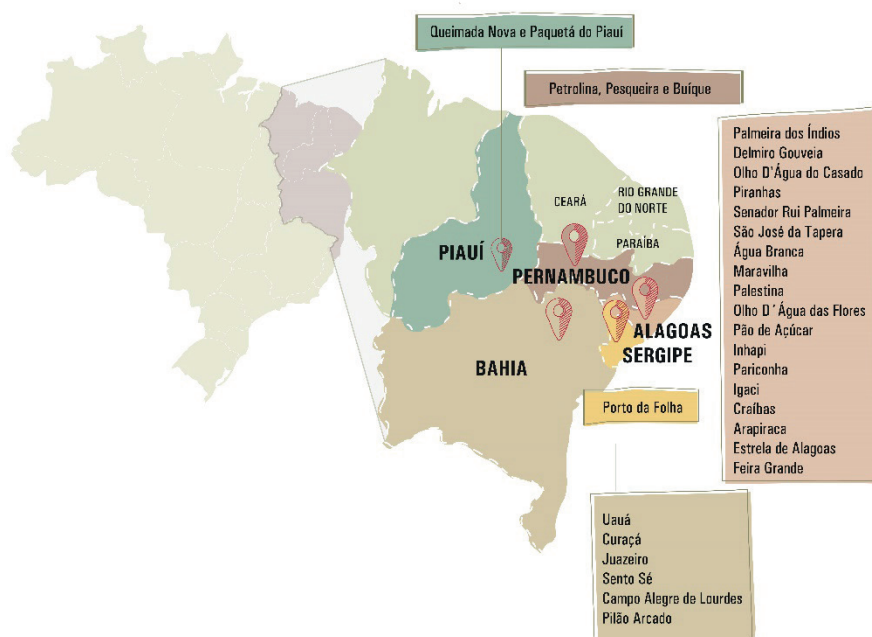 Queimada Nova e Paquetá do Piauí
Petrolina, Pesqueira e Buíque
CEARÁ
RIO GRANDE
DO NORTE
PARAÍBA
PIAUÍ
PERNAMBUCO
ALAGOAS
SERGIPE
BAHIA
Palmeira dos Índios
Delmiro Gouveia
Olho D'Água do Casado
Piranhas
Senador Rui Palmeira
São José da Tapera
Água Branca
Maravilha
Palestina
Olho D´Água das Flores
Pão de Açúcar
Inhapi
Pariconha
Igaci
Craíbas
Arapiraca
Estrela de Alagoas
Feira Grande
Porto da Folha
Uauá
Curaçá
Juazeiro
Sento Sé
Campo Alegre de Lourdes
Pilão Arcado